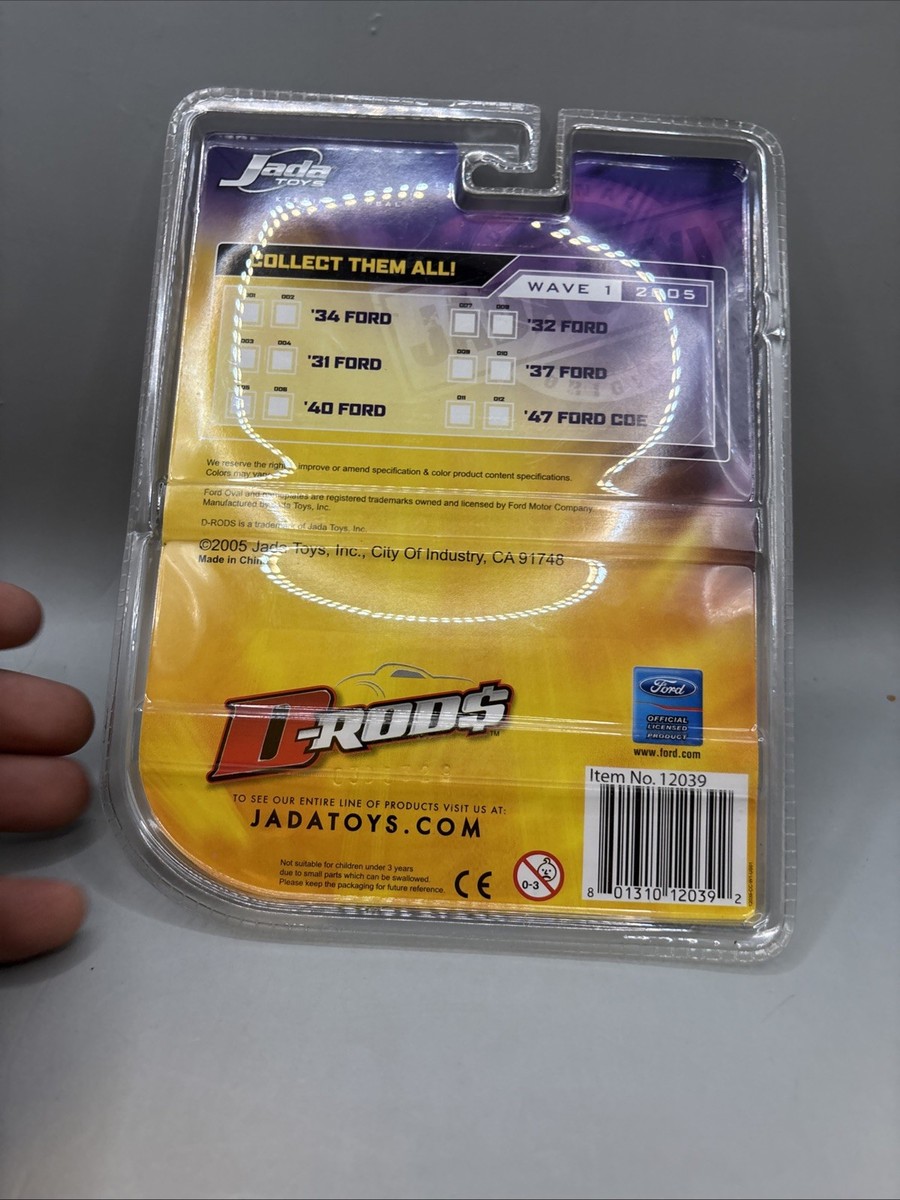 Jada
TOYS
COLLECT THEM ALL!
WAVE 1 2005
001 002 '34 FORD
007 008 '32 FORD
003 004 '31 FORD
009 010 '37 FORD
05 006 '40 FORD
011 012 '47 FORD COE
We reserve the right improve or amend specification & color product content specifications.
Colors may vary
Ford Oval and nameplates are registered trademarks owned and licensed by Ford Motor Company.
Manufactured by Jada Toys, Inc.
D-RODS is a trademark of Jada Toys, Inc.
©2005 Jada Toys, Inc., City Of Industry, CA 91748
Made in China
D-ROD$ ™
Ford
OFFICIAL
LICENSED
PRODUCT
www.ford.com
Item No. 12039
TO SEE OUR ENTIRE LINE OF PRODUCTS VISIT US AT:
JADATOYS.COM
Not suitable for children under 3 years
due to small parts which can be swallowed.
Please keep the packaging for future reference.
CE
0-3
8 01310 12039 2